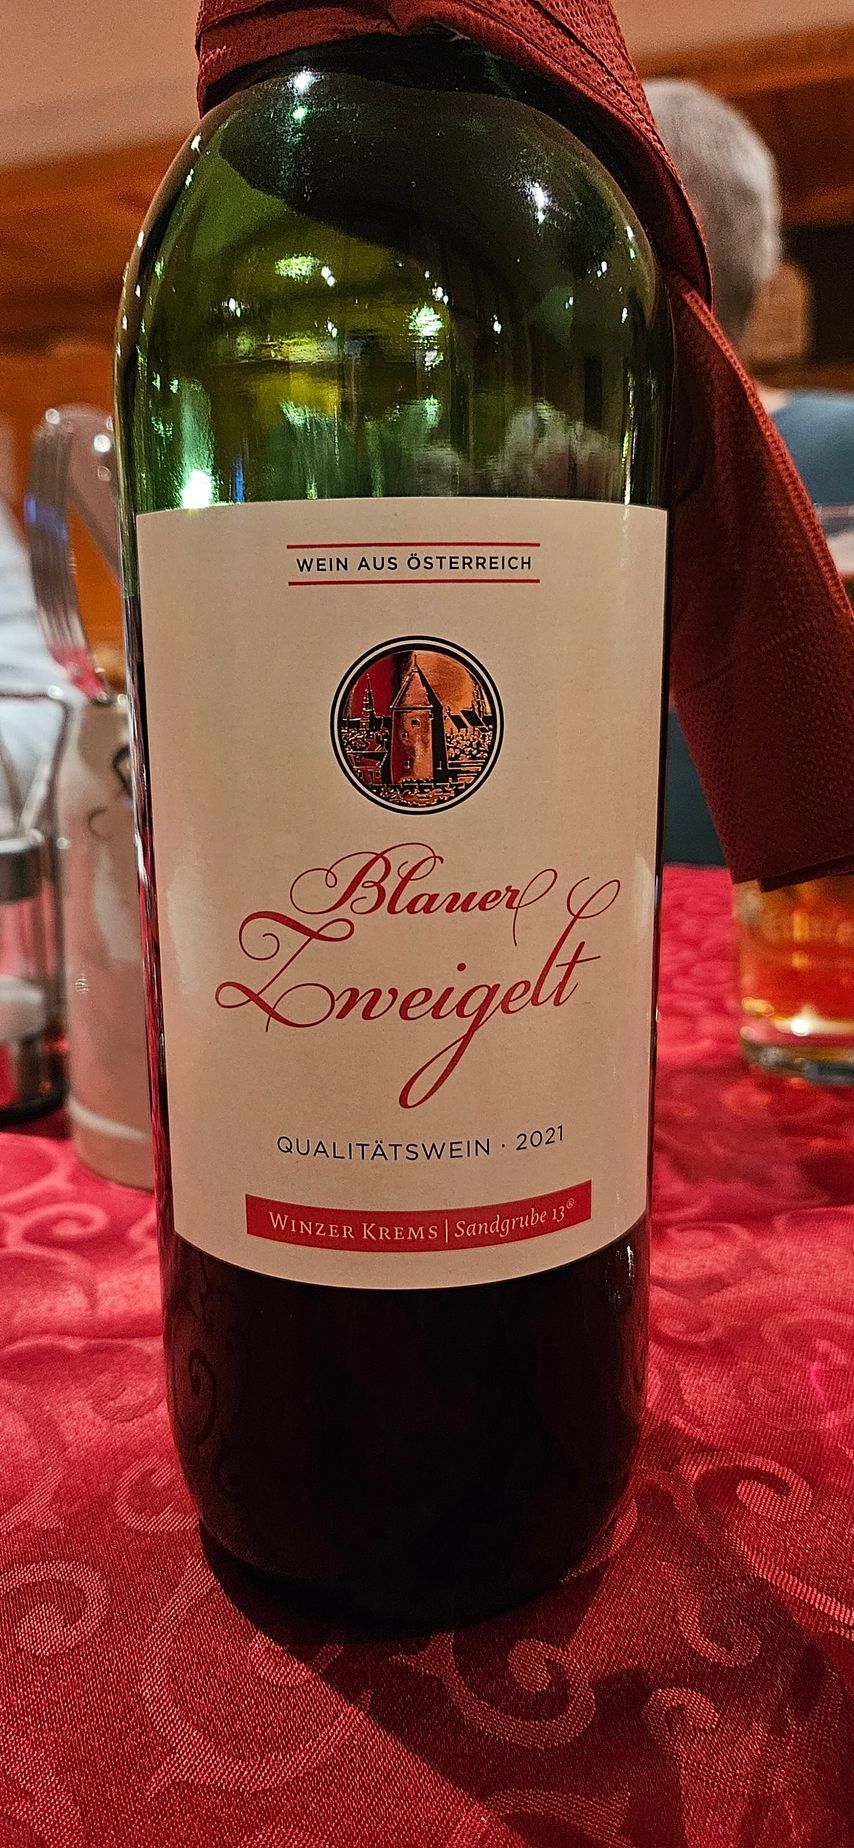 WEIN AUS ÖSTERREICH
Blauer
Zweigelt
QUALITÄTSWEIN · 2021
WINZER KREMS | Sandgrube 13®